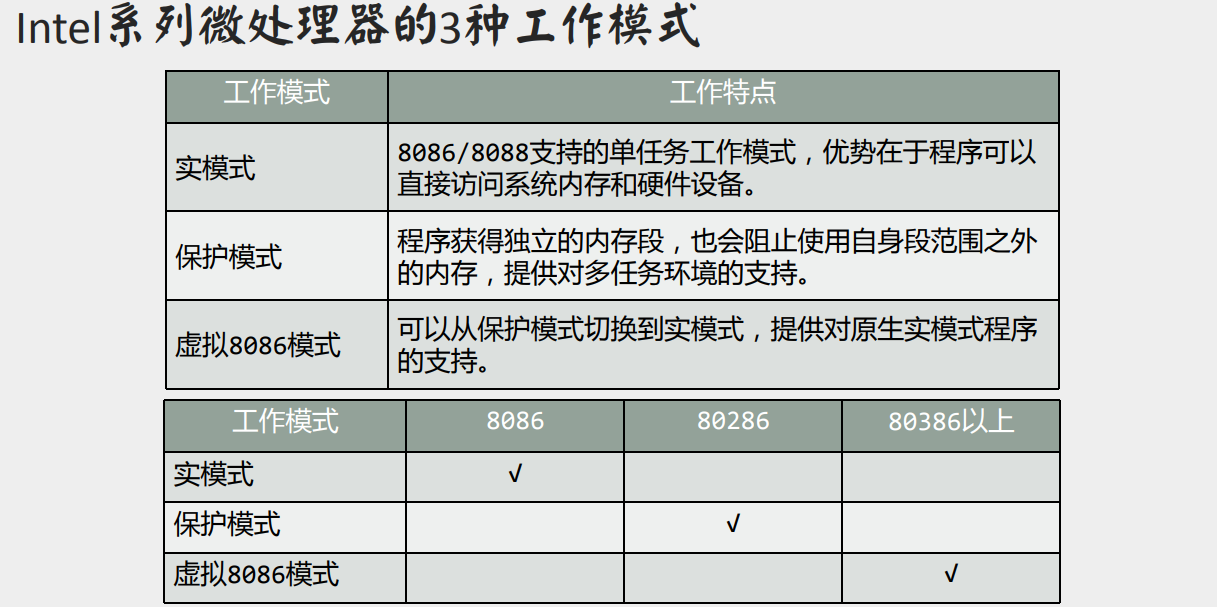 Intel系列微处理器的3种工作模式
工作模式 工作特点
实模式 8086/8088支持的单任务工作模式，优势在于程序可以
直接访问系统内存和硬件设备。
保护模式 程序获得独立的内存段，也会阻止使用自身段范围之外
的内存，提供对多任务环境的支持。
虚拟8086模式 可以从保护模式切换到实模式，提供对原生实模式程序
的支持。
工作模式 8086 80286 80386以上
实模式 √
保护模式 √
虚拟8086模式 √